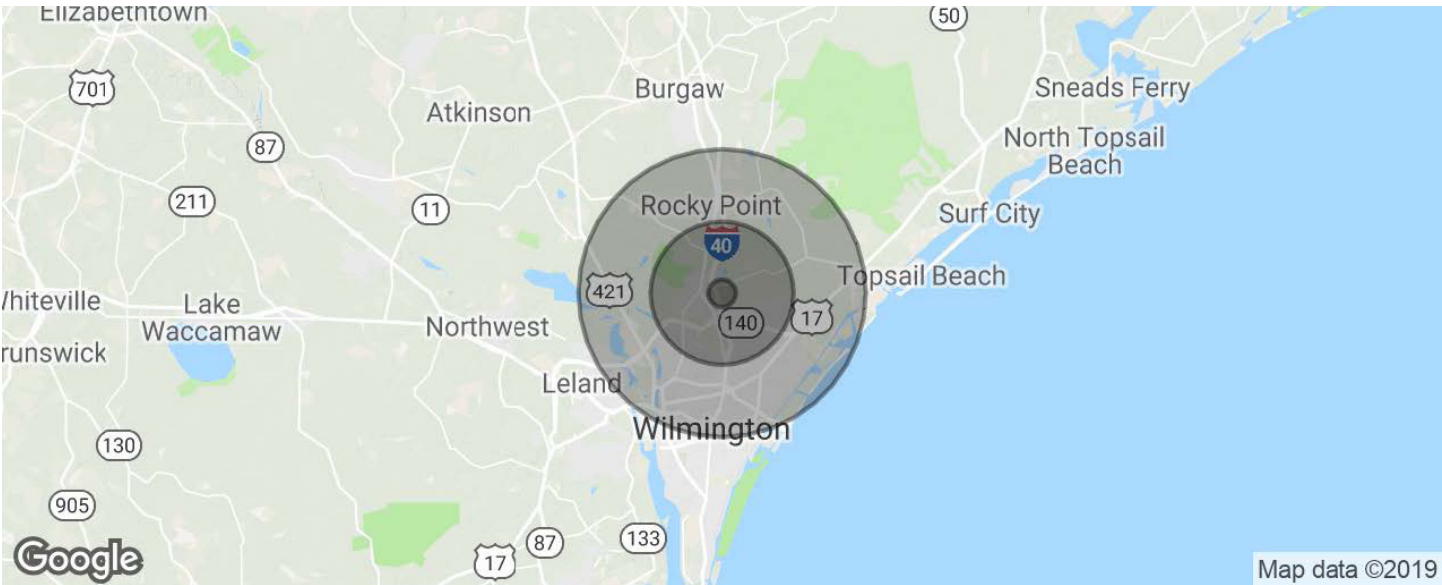 Elizabethtown
50
701
Burgaw
Sneads Ferry
Atkinson
87
North Topsail
Beach
211
11
Rocky Point
Surf City
40
Topsail Beach
421
Whiteville
Lake
Waccamaw
Northwest
140
17
runswick
Leland
Wilmington
130
905
133
87
17
Google
Map data ©2019